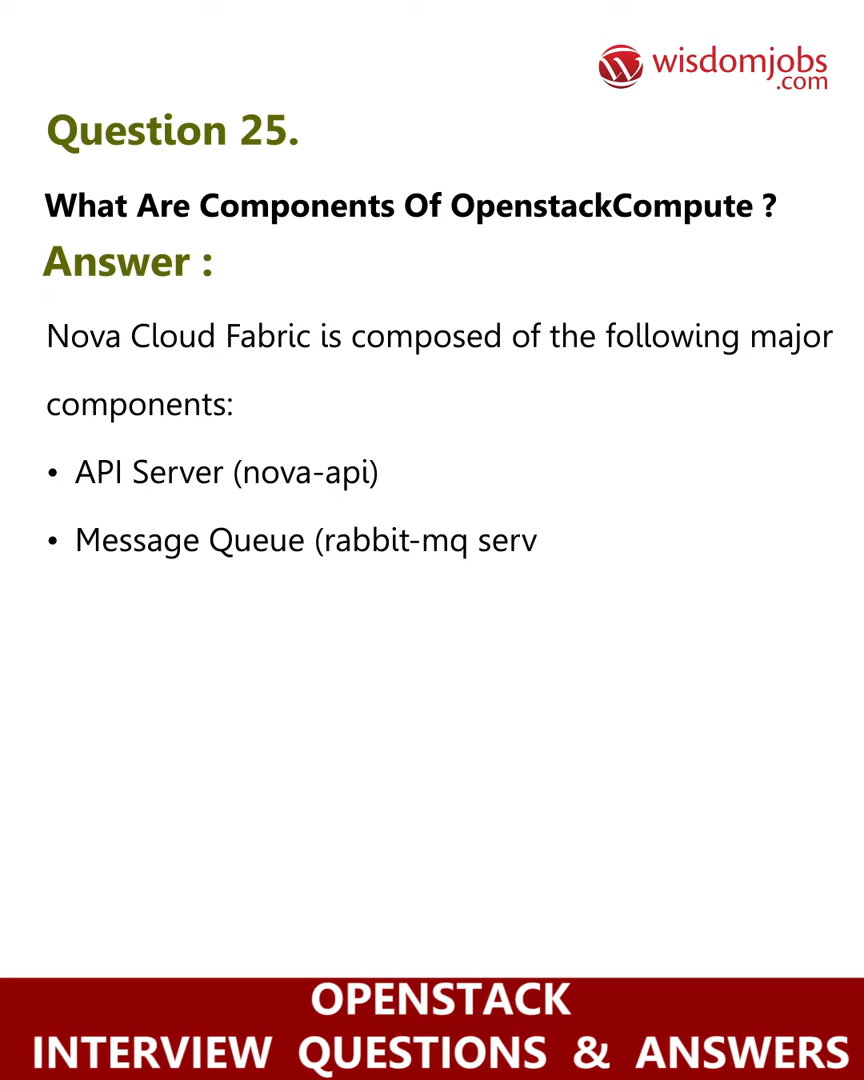 wisdomjobs
.com
Question 25.
What Are Components Of OpenstackCompute ?
Answer :
Nova Cloud Fabric is composed of the following major
components:
• API Server (nova-api)
• Message Queue (rabbit-mq serv
OPENSTACK
INTERVIEW QUESTIONS & ANSWERS